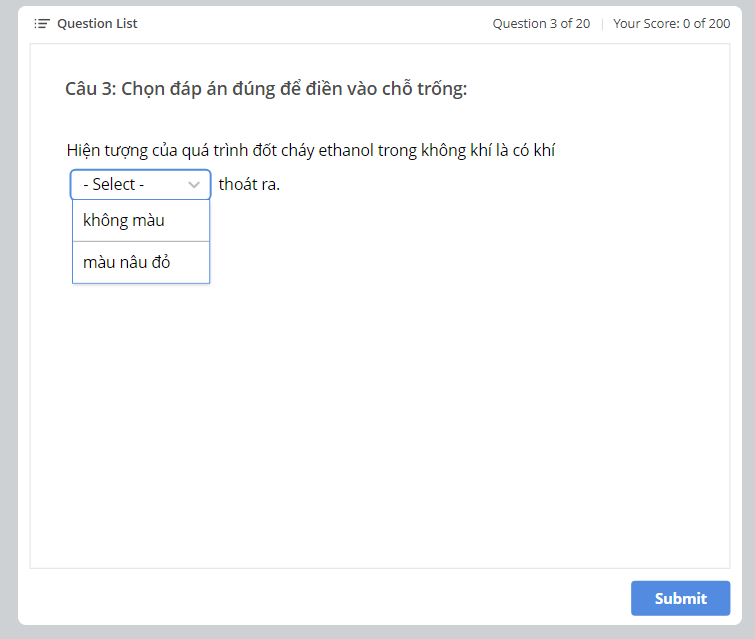 Question List
Question 3 of 20 | Your Score: 0 of 200
Câu 3: Chọn đáp án đúng để điền vào chỗ trống:
Hiện tượng của quá trình đốt cháy ethanol trong không khí là có khí
- Select - thoát ra.
không màu
màu nâu đỏ
Submit